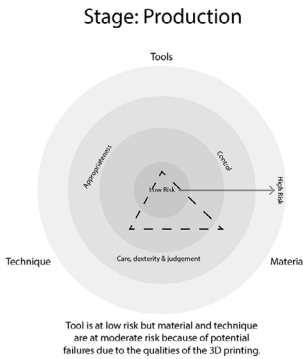 Stage: Production
Tools
Appropriateness
Control
Low Risk
High Risk
Technique
Materia
Care, dexterity & judgement
Tool is at low risk but material and technique
are at moderate risk because of potential
failures due to the qualities of the 3D printing.